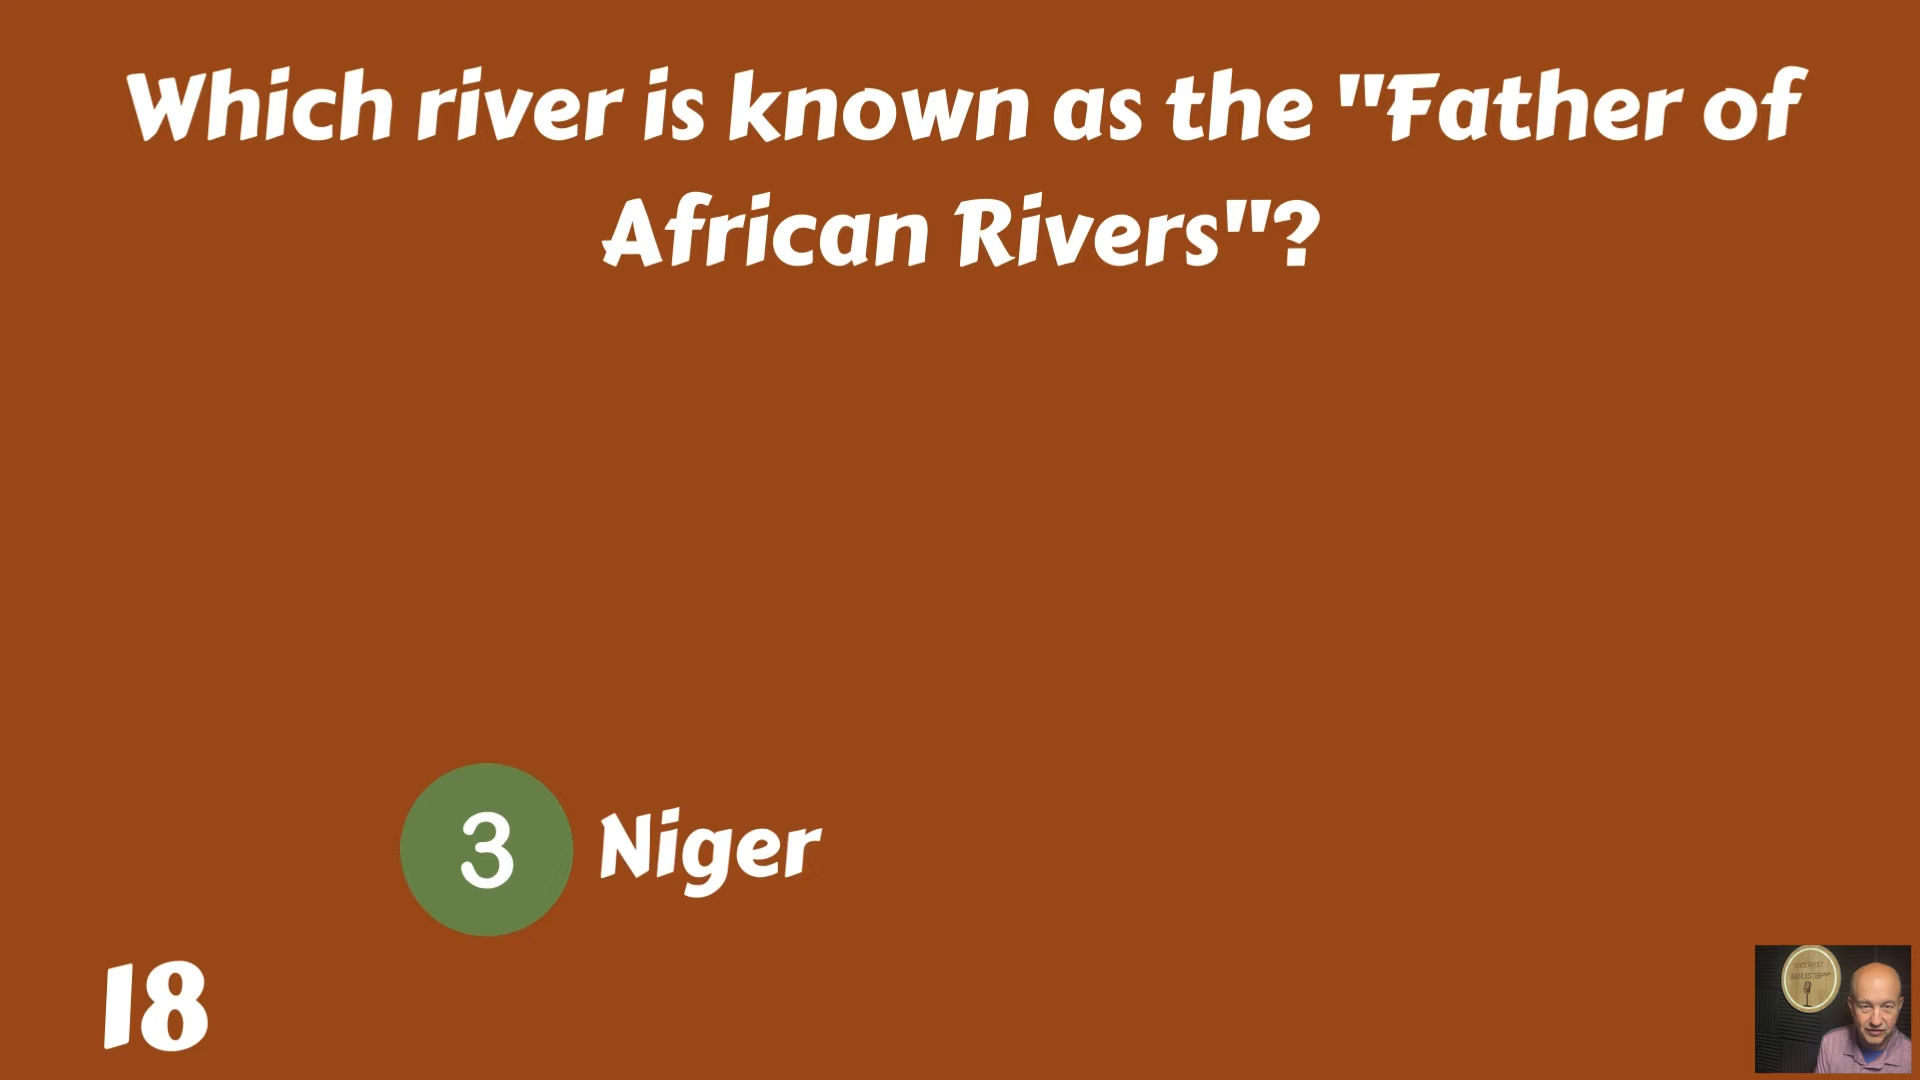 Which river is known as the "Father of
African Rivers"?
3 Niger
18